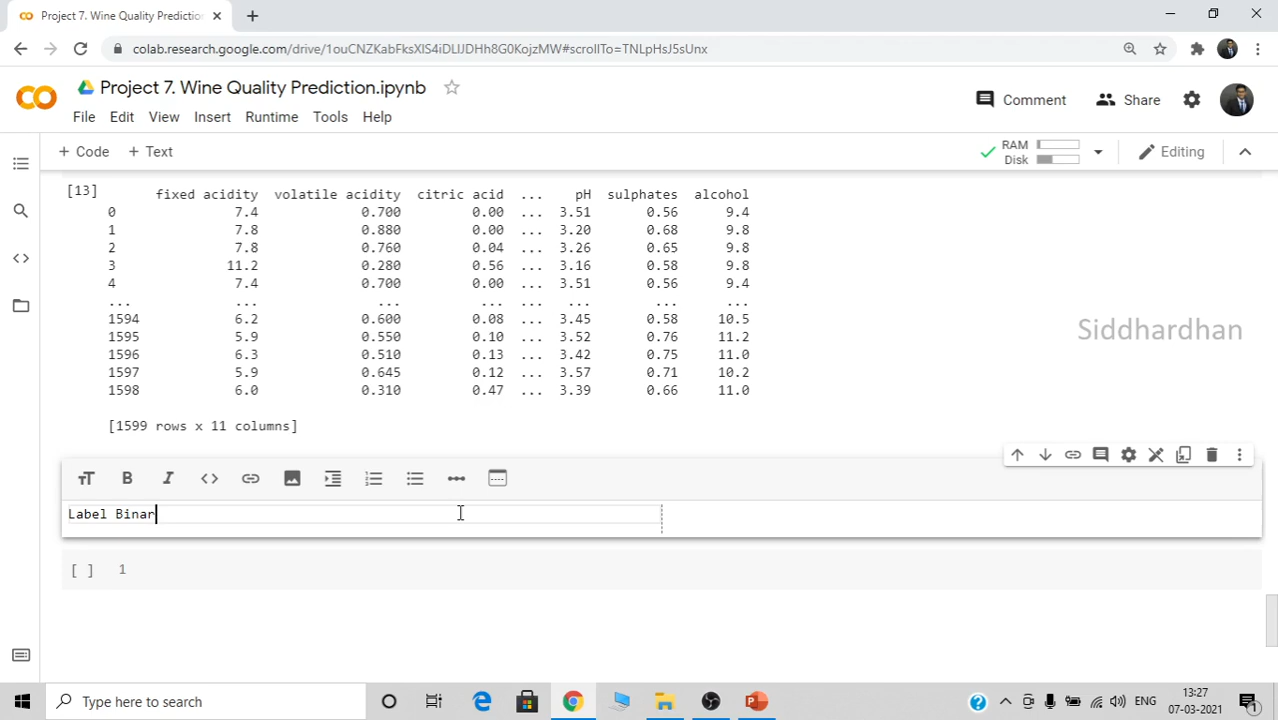 Project 7. Wine Quality Prediction
colab.research.google.com/drive/1ouCNZKabFksXlS4iDLlJDHh8G0KojzMW#scrollTo=TNLpHsJ5sUnx
Project 7. Wine Quality Prediction.ipynb
Comment
Share
File Edit View Insert Runtime Tools Help
+ Code + Text
RAM
Disk
Editing
[13]
fixed acidity volatile acidity citric acid ... pH sulphates alcohol
0 7.4 0.700 0.00 ... 3.51 0.56 9.4
1 7.8 0.880 0.00 ... 3.20 0.68 9.8
2 7.8 0.760 0.04 ... 3.26 0.65 9.8
3 11.2 0.280 0.56 ... 3.16 0.58 9.8
4 7.4 0.700 0.00 ... 3.51 0.56 9.4
... ... ... ... ... ... ... ...
1594 6.2 0.600 0.08 ... 3.45 0.58 10.5
1595 5.9 0.550 0.10 ... 3.52 0.76 11.2
1596 6.3 0.510 0.13 ... 3.42 0.75 11.0
1597 5.9 0.645 0.12 ... 3.57 0.71 10.2
1598 6.0 0.310 0.47 ... 3.39 0.66 11.0
[1599 rows x 11 columns]
Siddhardhan
Label Binar
[ ] 1
Type here to search
ENG
13:27
07-03-2021
1